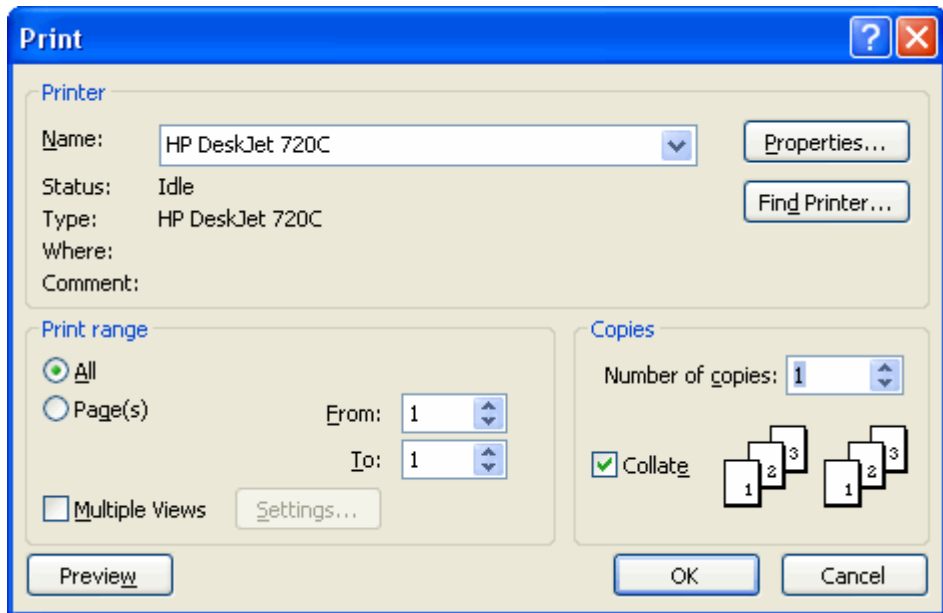 Print
Printer
Name: HP DeskJet 720C Properties...
Status: Idle
Find Printer...
Type: HP DeskJet 720C
Where:
Comment:
Print range
All
Page(s) From: 1
To: 1
Multiple Views Settings...
Copies
Number of copies: 1
Collate 1 2 3 1 2 3
Preview OK Cancel